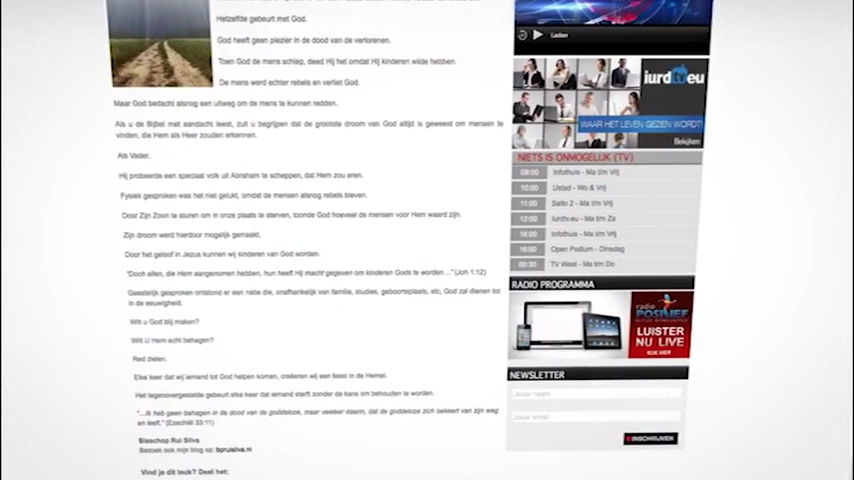 Hetzelfde gebeurt met God.
God heeft geen plezier in de dood van de verlorenen.
Toen God de mens schiep, deed Hij het omdat Hij kinderen wilde hebben.
De mens werd echter rebels en verliet God.
Maar God bedacht alsnog een uitweg om de mens te kunnen redden.
Als u de Bijbel met aandacht leest, zult u begrijpen dat de grootste droom van God altijd is geweest om mensen te
vinden, die Hem als Heer zouden erkennen.
Als Vader.
Hij probeerde een speciaal volk uit Abraham te scheppen, dat Hem zou eren.
Fysiek gesproken was het niet gelukt, omdat de mensen alsnog rebels bleven.
Door Zijn Zoon te sturen om in onze plaats te sterven, toonde God hoeveel de mensen voor Hem waard zijn.
Zijn droom werd hierdoor mogelijk gemaakt.
Door het geloof in Jezus kunnen wij kinderen van God worden.
"Doch allen, die Hem aangenomen hebben, hun heeft Hij macht gegeven om kinderen Gods te worden…" (Joh 1:12)
Geestelijk gesproken ontstond er een natie die, onafhankelijk van familie, studies, geboorteplaats, etc, God zal dienen tot
in de eeuwigheid.
Wilt u God blij maken?
Wilt U Hem echt behagen?
Red zielen.
Elke keer dat wij iemand tot God helpen komen, creëeren wij een feest in de Hemel.
Het tegenovergestelde gebeurt elke keer dat iemand sterft zonder de kans om behouden te worden.
"…Ik heb geen behagen in de dood van de goddeloze, maar veeleer daarin, dat de goddeloze zich bekeert van zijn weg
en leeft." (Ezechiël 33:11)
Bisschop Rui Silva
Bezoek ook mijn blog op: bpruisilva.nl
Vind je dit leuk? Deel het:
Laden
iurdtv.eu
WAAR HET LEVEN GEZIEN WORDT!
Bekijken
NIETS IS ONMOGELIJK (TV)
09:00 Infothuis - Ma t/m Vrij
10:00 Ustad - Wo & Vrij
11:00 Salto 2 - Ma t/m Vrij
12:00 Iurdtv.eu - Ma t/m Za
16:00 Infothuis - Ma t/m Vrij
16:00 Open Podium - Dinsdag
00:30 TV West - Ma t/m Do
RADIO PROGRAMMA
radio
POSITIEF
LUISTER
NU LIVE
KLIK HIER
NEWSLETTER
Jouw naam
Jouw email
INSCHRIJVEN